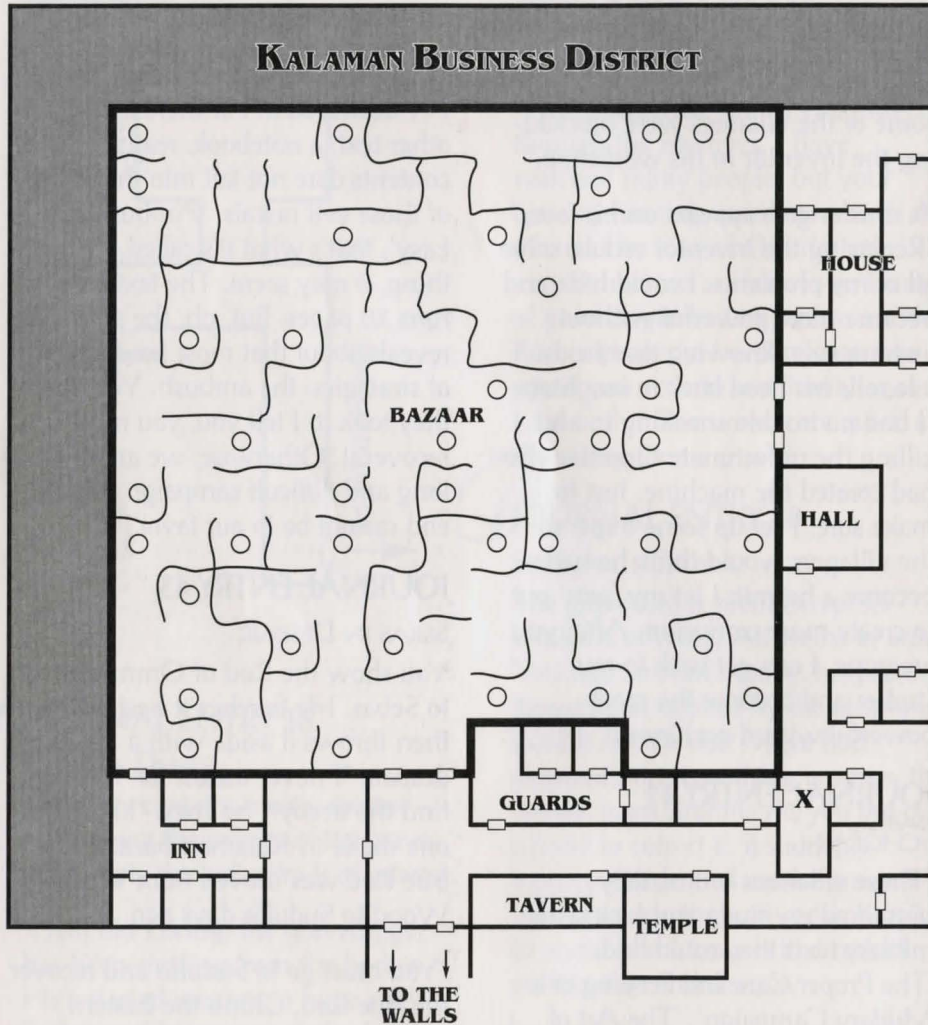 KALAMAN BUSINESS DISTRICT
HOUSE
BAZAAR
HALL
GUARDS
X
INN
TAVERN
TEMPLE
TO THE
WALLS